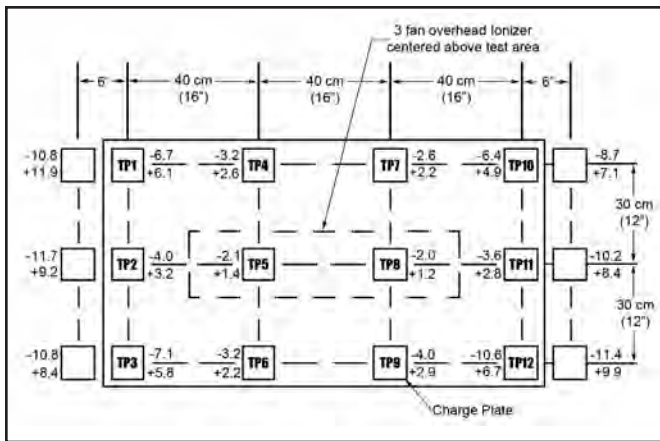 3 fan overhead Ionizer
centered above test area
6" 40 cm 40 cm 40 cm 6"
(16") (16") (16")
-10.8 TP1 -6.7 -3.2 TP4 -2.6 TP7 -6.4 TP10 -8.7
+11.9 +6.1 +2.6 +2.2 +4.9 +7.1
30 cm
(12")
-11.7 TP2 -4.0 -2.1 TP5 TP8 -2.0 -3.6 TP11 -10.2
+9.2 +3.2 +1.4 +1.2 +2.8 +8.4
30 cm
(12")
-10.8 TP3 -7.1 -3.2 TP6 TP9 -4.0 -10.6 TP12 -11.4
+8.4 +5.8 +2.2 +2.9 +6.7 +9.9
Charge Plate